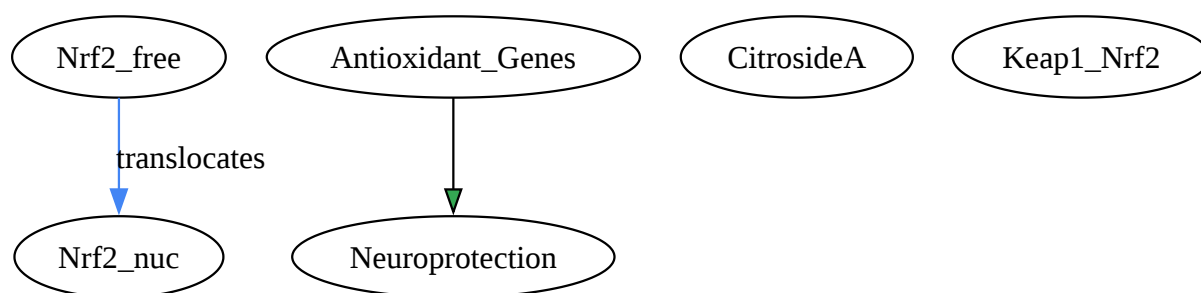 Nrf2_free
Antioxidant_Genes
CitrosideA
Keap1_Nrf2
translocates
Nrf2_nuc
Neuroprotection